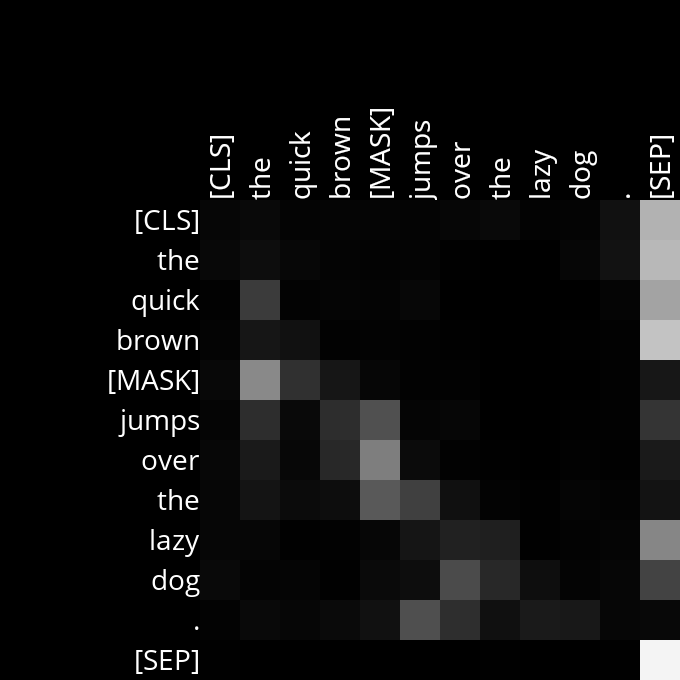 [CLS] the quick brown [MASK] jumps over the lazy dog . [SEP]
[CLS]
the
quick
brown
[MASK]
jumps
over
the
lazy
dog
.
[SEP]